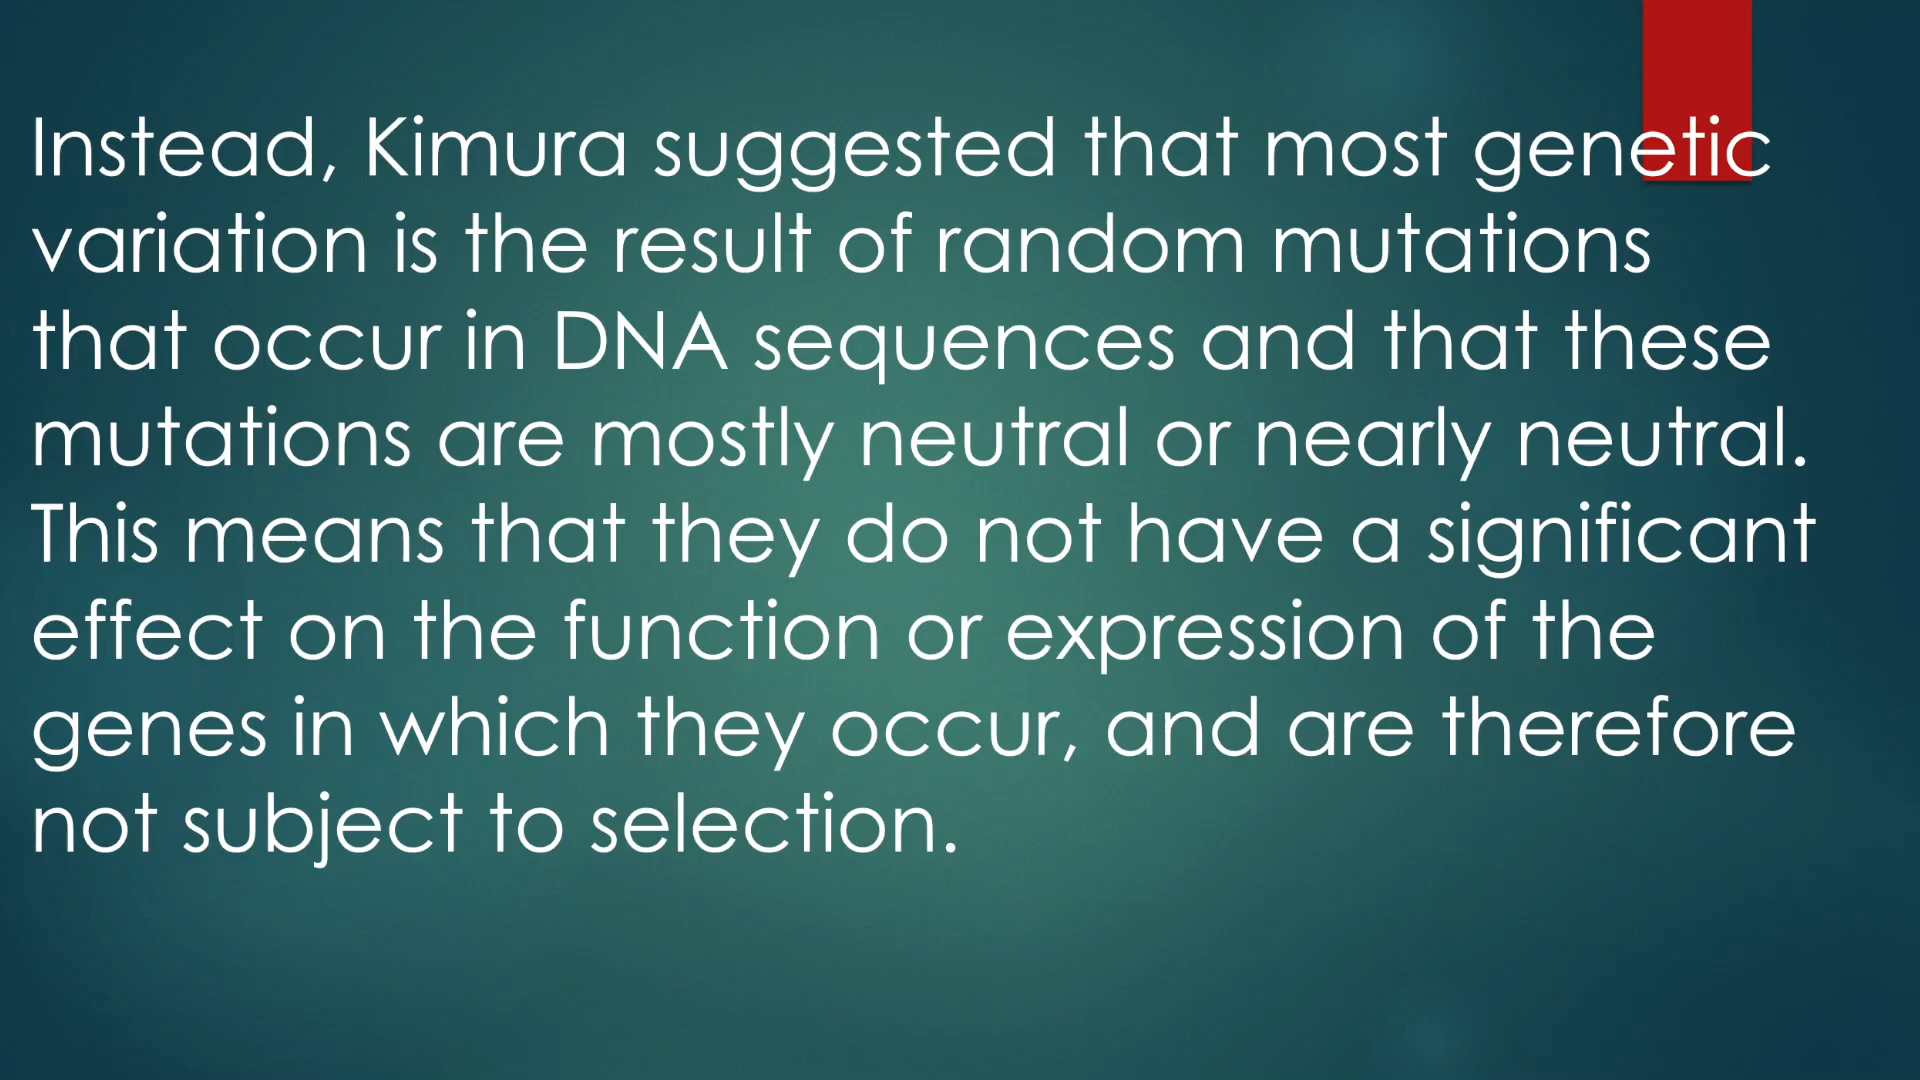 Instead, Kimura suggested that most genetic
variation is the result of random mutations
that occur in DNA sequences and that these
mutations are mostly neutral or nearly neutral.
This means that they do not have a significant
effect on the function or expression of the
genes in which they occur, and are therefore
not subject to selection.